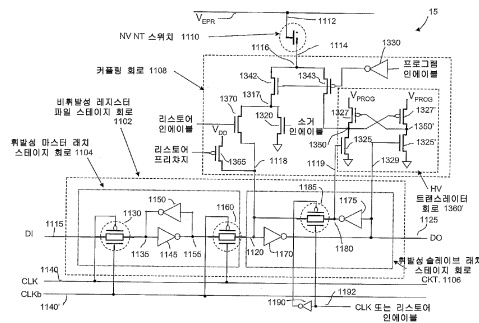 15
V_EPR
1112
NV NT 스위치 1110
1114
1116
1330
프로그램
인에이블
커플링 회로 1108
1342
1343
1317
V_PROG
V_PROG
1327
1327'
1370
1320
비휘발성 레지스터
파일 스테이지 회로
1102
리스토어
인에이블
소거
인에이블
1350
1350'
V_DD
1325
1325'
휘발성 마스터 래치
스테이지 회로 1104
리스토어
프리차지
1365
1118
1119
1329
HV
트랜스레이터
회로 1360'
1150
1160
1185
1175
1115
1130
1125
DI
DO
1135
1145
1155
1120
1170
1180
휘발성 슬레이브 래치
스테이지 회로
CKT. 1106
1140
CLK
CLKb
1140'
1190
1192
CLK 또는 리스토어
인에이블